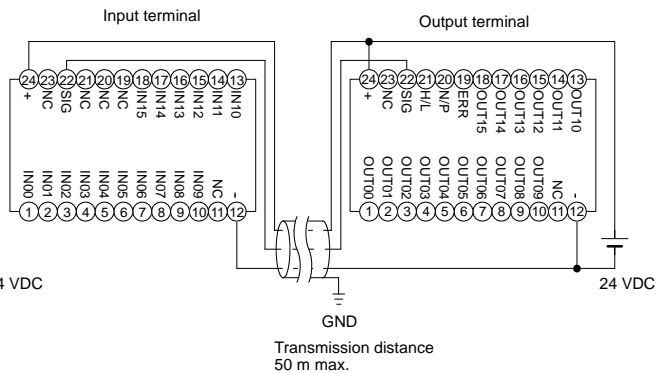 Input terminal
Output terminal
24 23 22 21 20 19 18 17 16 15 14 13
+ NC SIG NC NC NC IN15 IN14 IN13 IN12 IN11 IN10
IN00 IN01 IN02 IN03 IN04 IN05 IN06 IN07 IN08 IN09 NC -
1 2 3 4 5 6 7 8 9 10 11 12
24 23 22 21 20 19 18 17 16 15 14 13
+ NC SIG H/L N/P ERR OUT15 OUT14 OUT13 OUT12 OUT11 OUT10
OUT00 OUT01 OUT02 OUT03 OUT04 OUT05 OUT06 OUT07 OUT08 OUT09 NC -
1 2 3 4 5 6 7 8 9 10 11 12
4 VDC
24 VDC
GND
Transmission distance
50 m max.